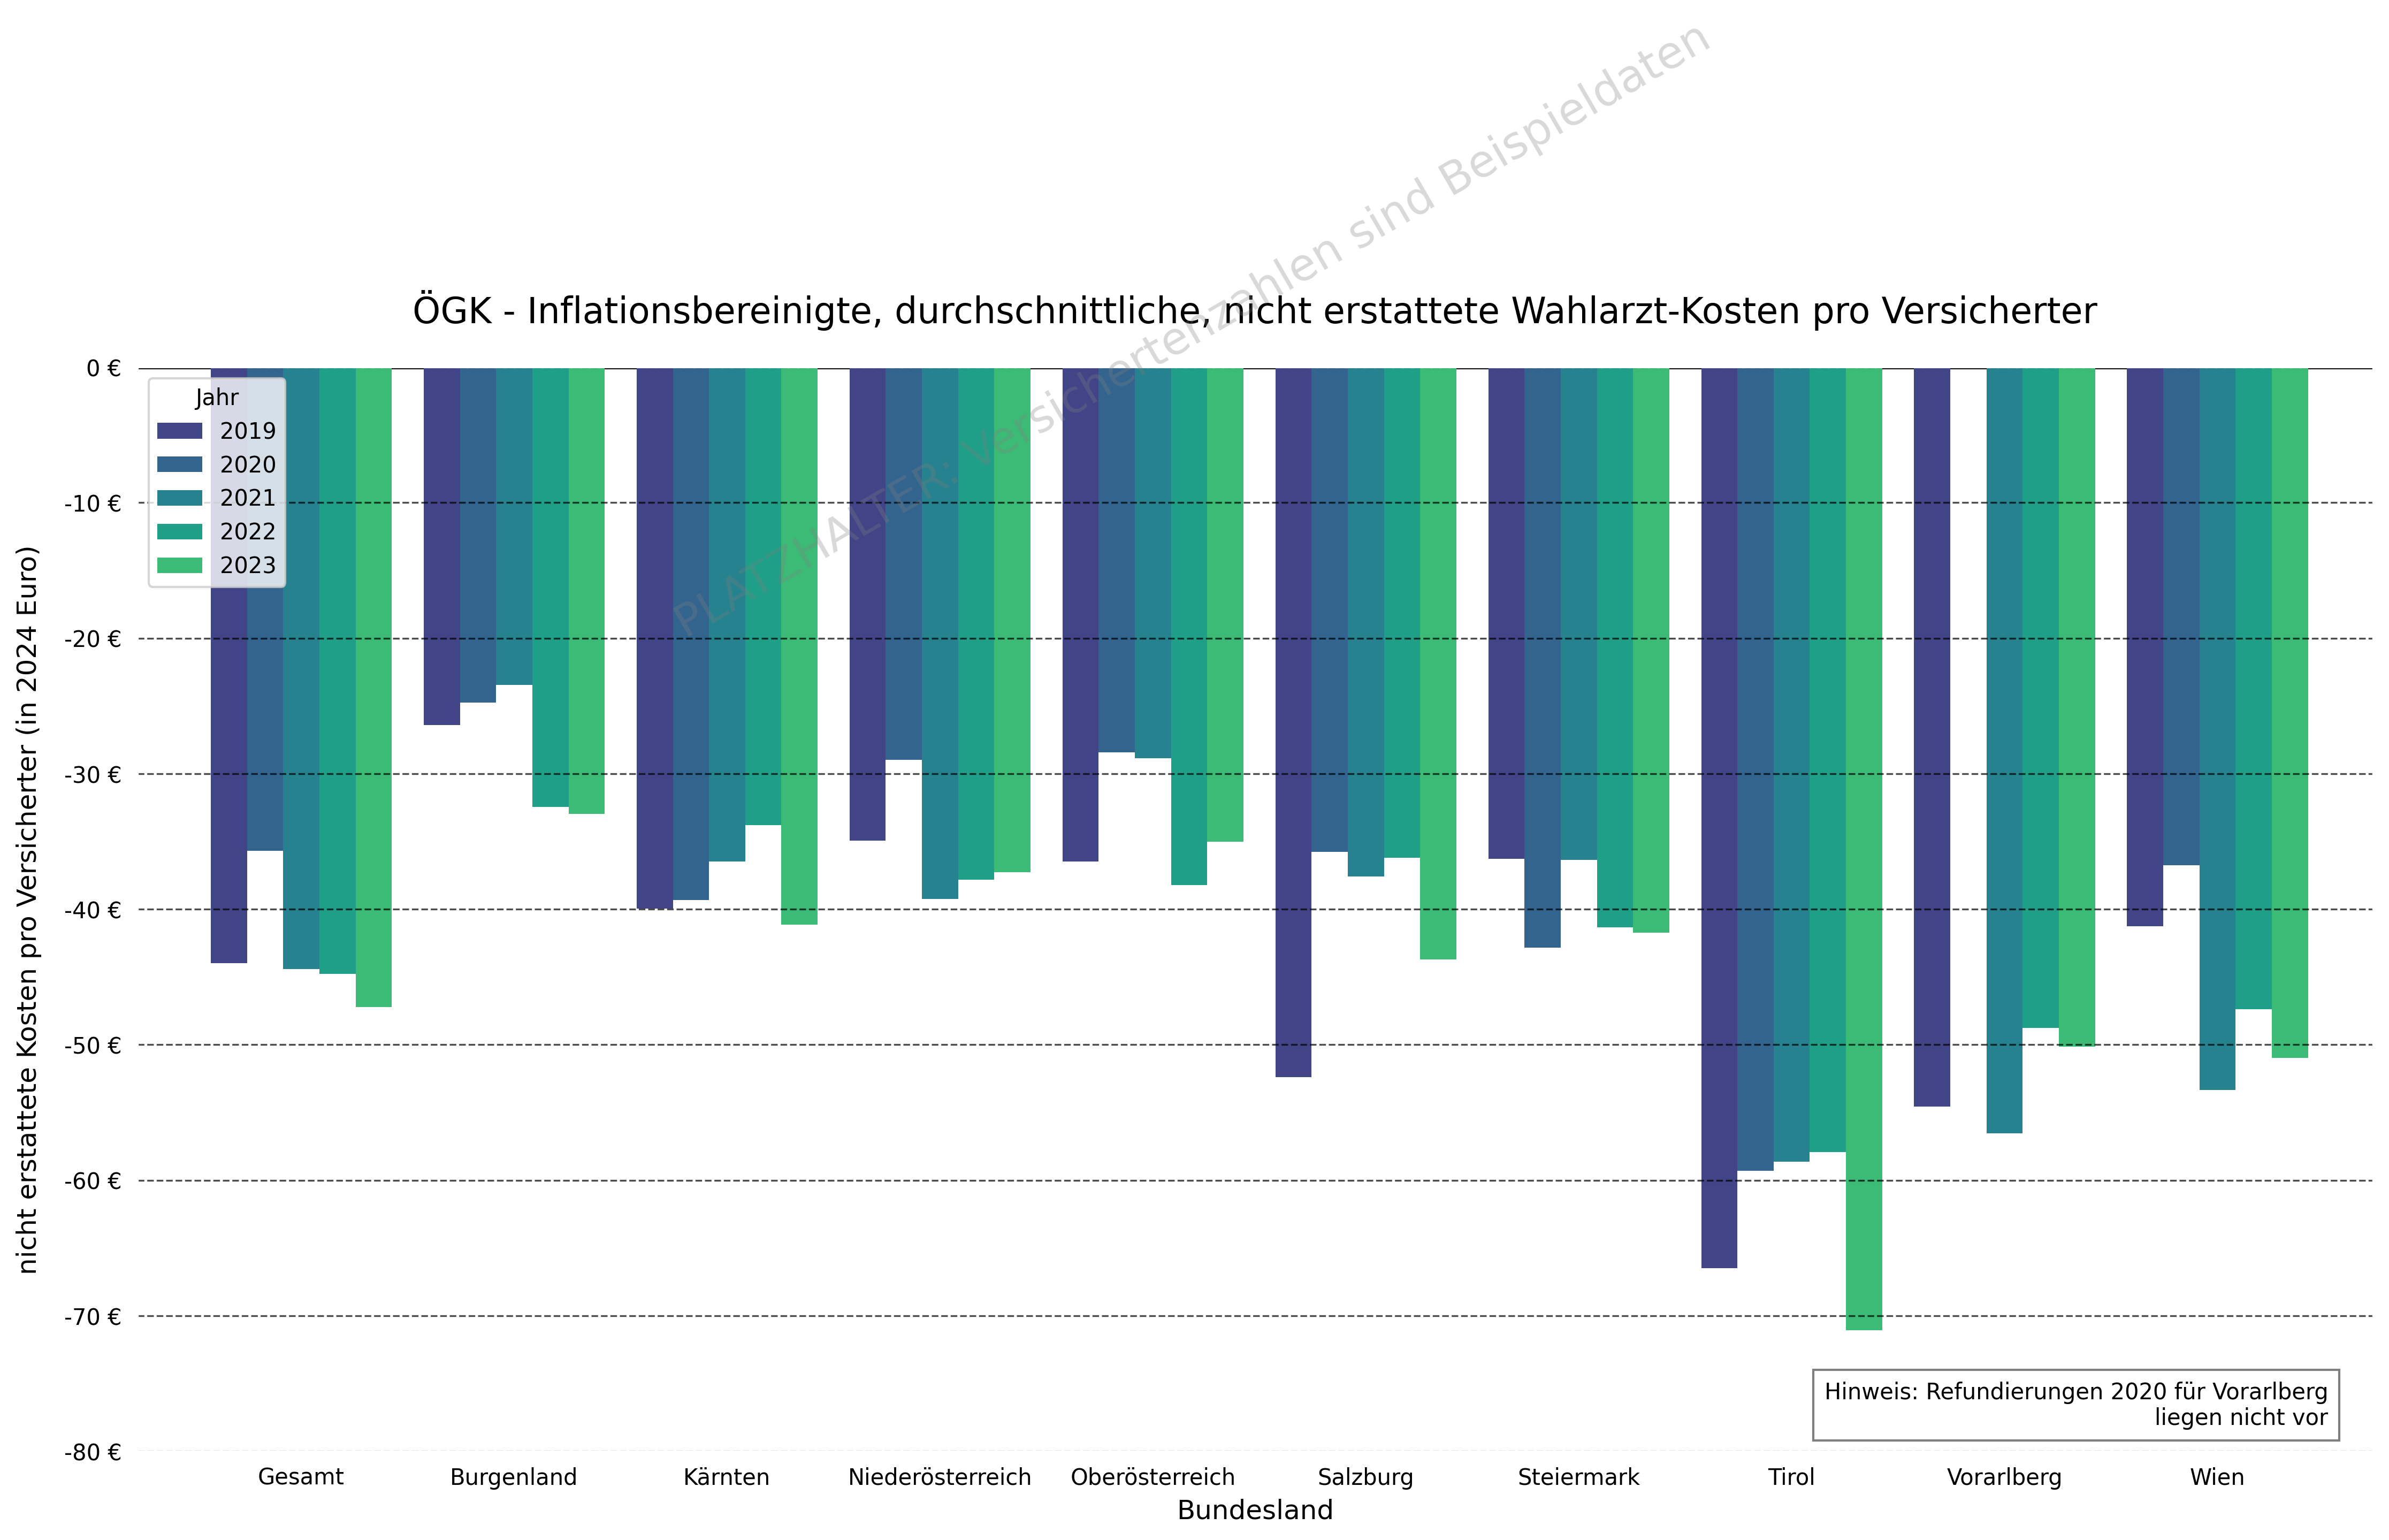 PLATZHALTER: Versichertenzahlen sind Beispieldaten
ÖGK - Inflationsbereinigte, durchschnittliche, nicht erstattete Wahlarzt-Kosten pro Versicherter
nicht erstattete Kosten pro Versicherter (in 2024 Euro)
0 €
-10 €
-20 €
-30 €
-40 €
-50 €
-60 €
-70 €
-80 €
Jahr
2019
2020
2021
2022
2023
Hinweis: Refundierungen 2020 für Vorarlberg
liegen nicht vor
Gesamt Burgenland Kärnten Niederösterreich Oberösterreich Salzburg Steiermark Tirol Vorarlberg Wien
Bundesland